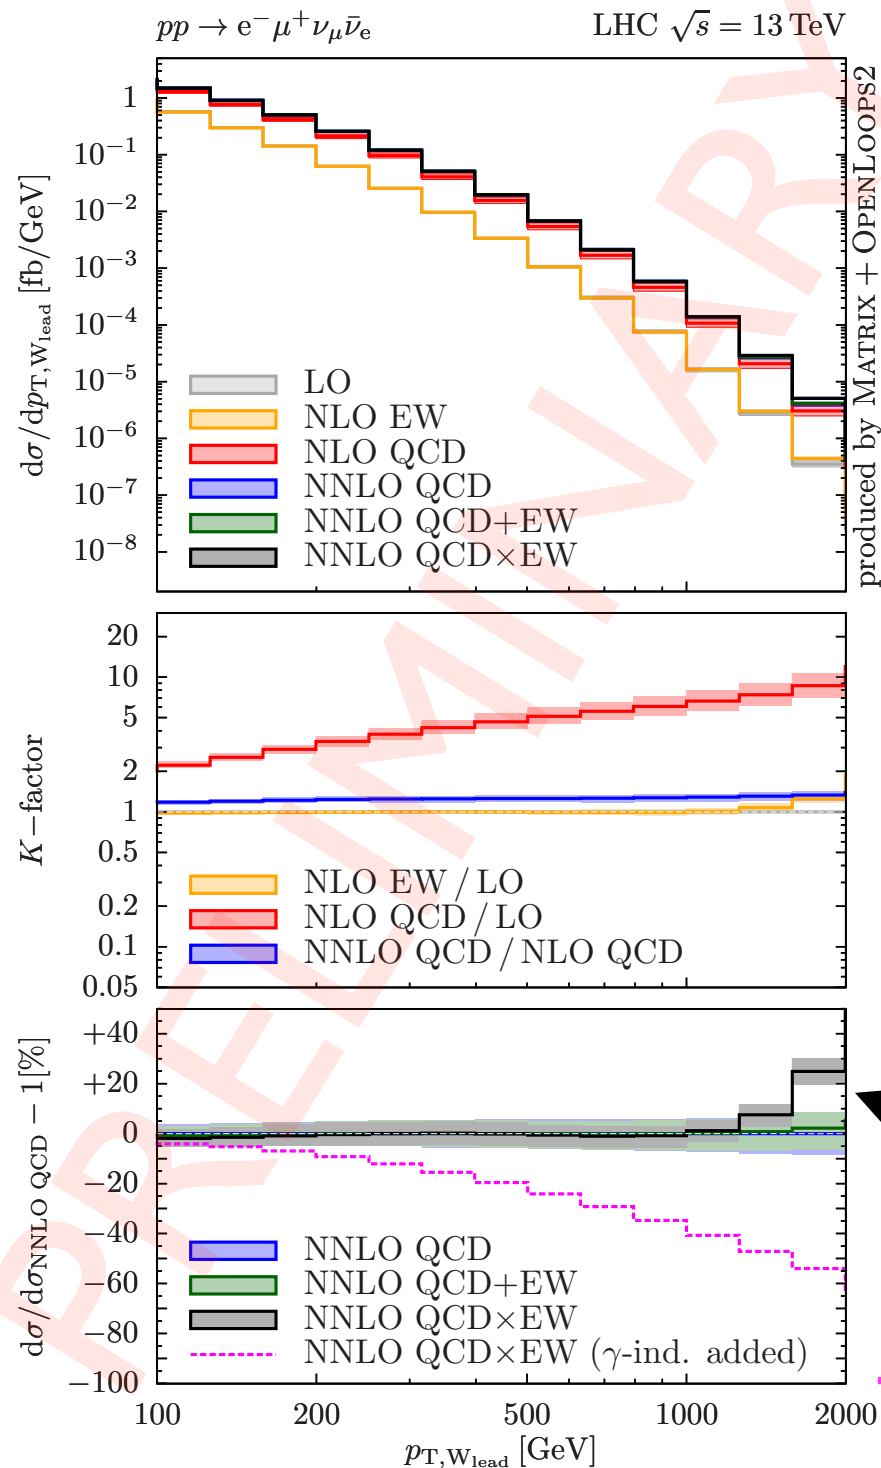 pp → e⁻ μ⁺ ν_μ ν̄_e
LHC √s = 13 TeV
dσ/dp_{T,W_lead} [fb/GeV]
1
10⁻¹
10⁻²
10⁻³
10⁻⁴
10⁻⁵
10⁻⁶
10⁻⁷
10⁻⁸
LO
NLO EW
NLO QCD
NNLO QCD
NNLO QCD+EW
NNLO QCD×EW
produced by MATRIX + OPENLOOPS2
PRELIMINARY
K−factor
20
10
5
2
1
0.5
0.2
0.1
0.05
NLO EW / LO
NLO QCD / LO
NNLO QCD / NLO QCD
dσ/dσ_{NNLO QCD} − 1[%]
+40
+20
0
−20
−40
−60
−80
−100
NNLO QCD
NNLO QCD+EW
NNLO QCD×EW
NNLO QCD×EW (γ-ind. added)
100 200 500 1000 2000
p_{T,W_lead} [GeV]